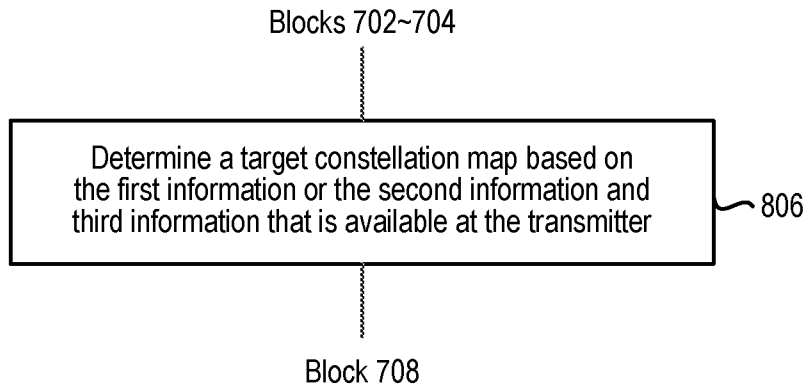 Blocks 702~704
Determine a target constellation map based on
the first information or the second information and
third information that is available at the transmitter
806
Block 708